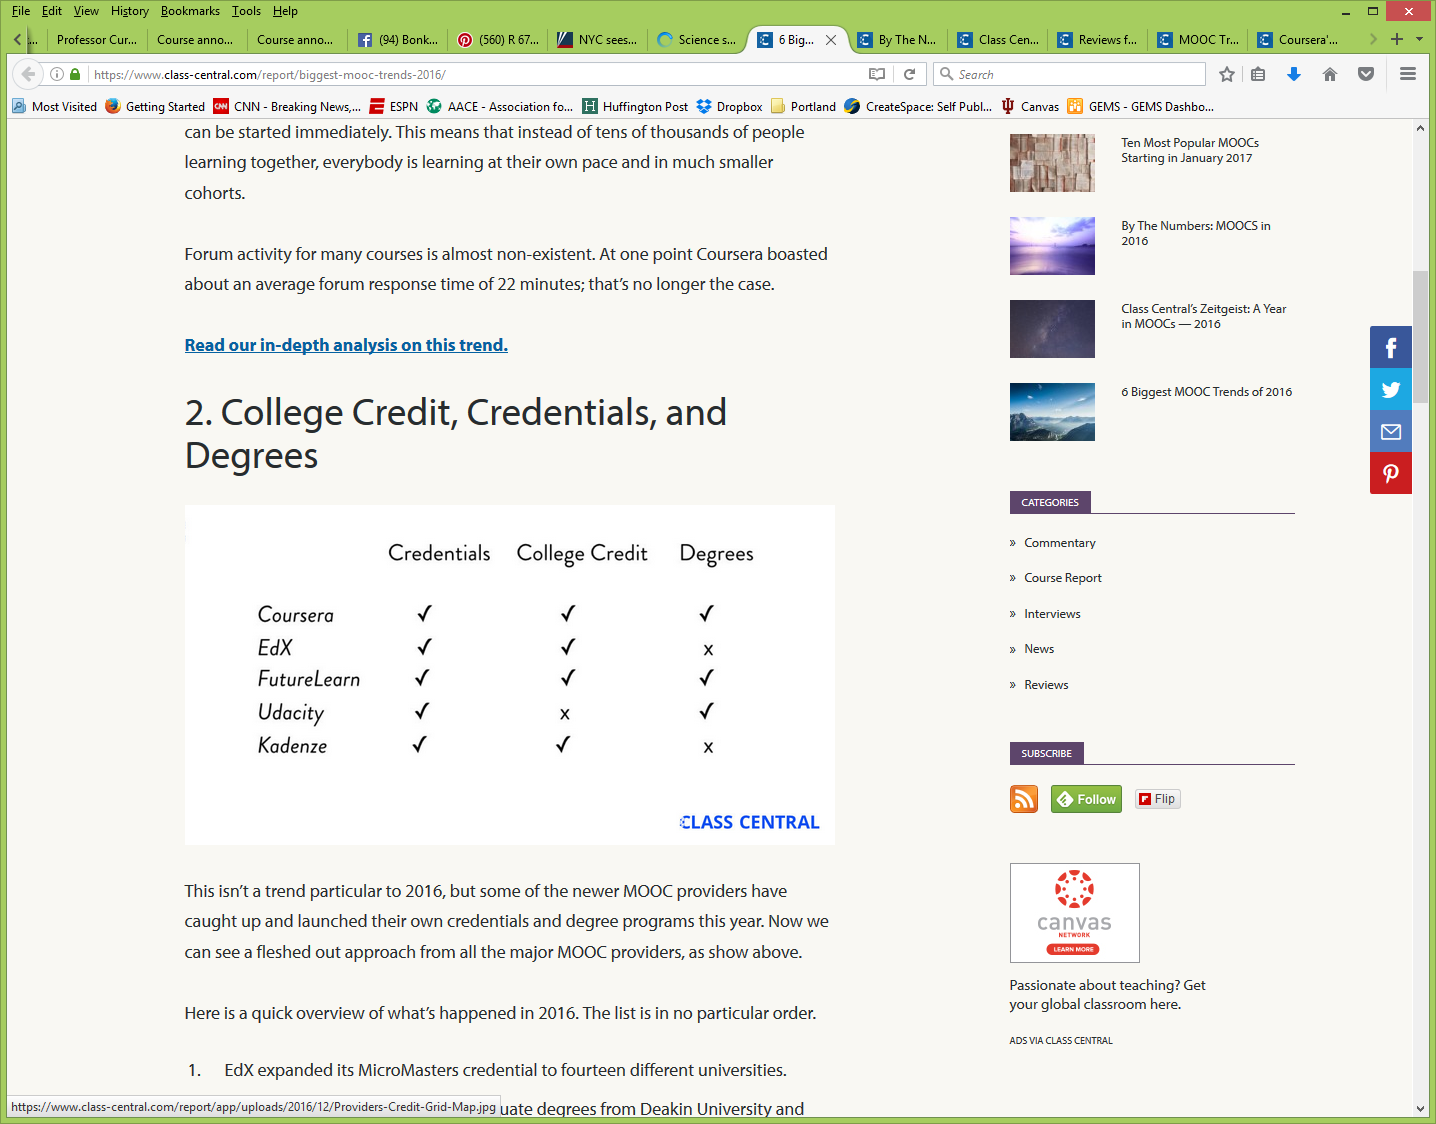 File Edit View History Bookmarks Tools Help
... Professor Cur... Course anno... Course anno... (94) Bonk... (560) R 67... NYC sees... Science s... 6 Big... By The N... Class Cen... Reviews f... MOOC Tr... Coursera'...
https://www.class-central.com/report/biggest-mooc-trends-2016/ Search
Most Visited Getting Started CNN - Breaking News,... ESPN AACE - Association fo... Huffington Post Dropbox Portland CreateSpace: Self Publ... Canvas GEMS - GEMS Dashbo...
can be started immediately. This means that instead of tens of thousands of people
learning together, everybody is learning at their own pace and in much smaller
cohorts.
Forum activity for many courses is almost non-existent. At one point Coursera boasted
about an average forum response time of 22 minutes; that's no longer the case.
Read our in-depth analysis on this trend.
2. College Credit, Credentials, and
Degrees
Credentials College Credit Degrees
Coursera ✓ ✓ ✓
EdX ✓ ✓ x
FutureLearn ✓ ✓ ✓
Udacity ✓ x ✓
Kadenze ✓ ✓ x
CLASS CENTRAL
This isn't a trend particular to 2016, but some of the newer MOOC providers have
caught up and launched their own credentials and degree programs this year. Now we
can see a fleshed out approach from all the major MOOC providers, as show above.
Here is a quick overview of what's happened in 2016. The list is in no particular order.
1. EdX expanded its MicroMasters credential to fourteen different universities.
uate degrees from Deakin University and
https://www.class-central.com/report/app/uploads/2016/12/Providers-Credit-Grid-Map.jpg
Ten Most Popular MOOCs
Starting in January 2017
By The Numbers: MOOCS in
2016
Class Central's Zeitgeist: A Year
in MOOCs — 2016
6 Biggest MOOC Trends of 2016
CATEGORIES
» Commentary
» Course Report
» Interviews
» News
» Reviews
SUBSCRIBE
Follow Flip
canvas
NETWORK
LEARN MORE
Passionate about teaching? Get
your global classroom here.
ADS VIA CLASS CENTRAL